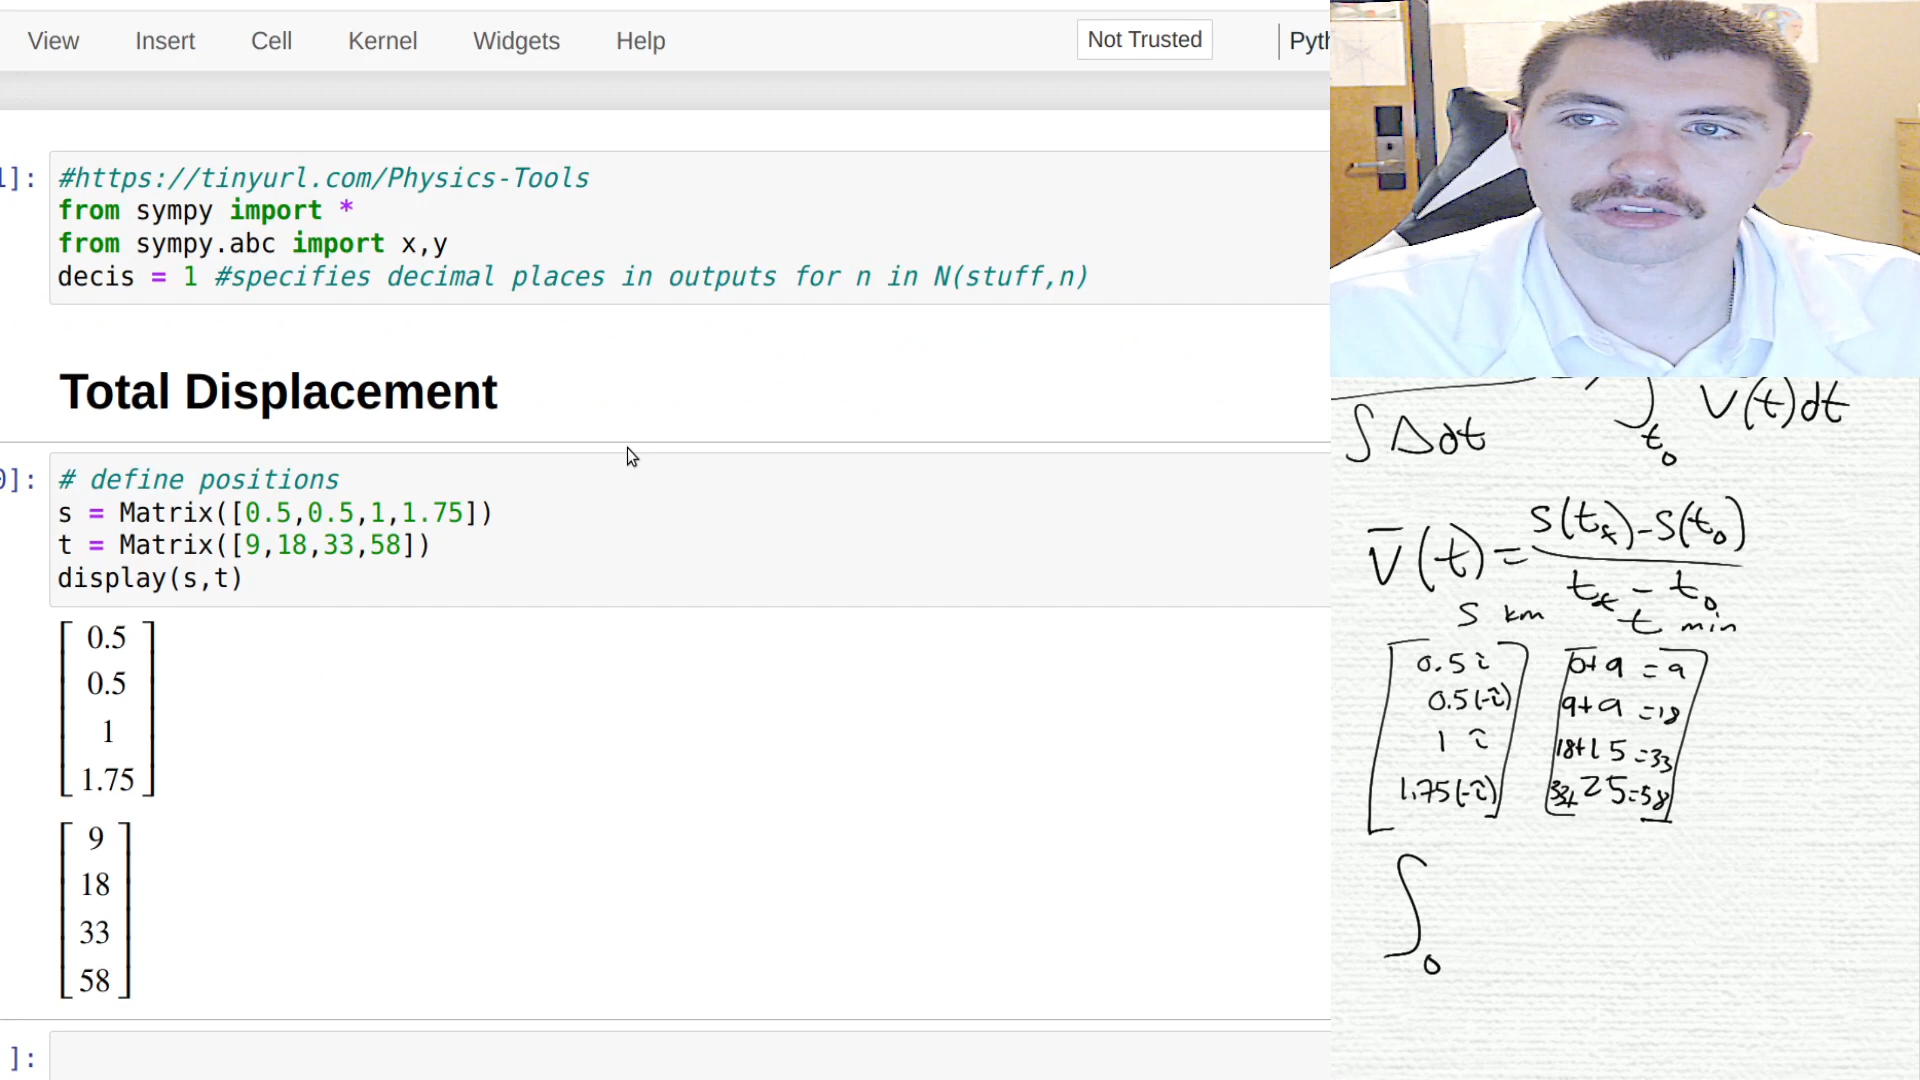 View Insert Cell Kernel Widgets Help Not Trusted Pyth
1]:
#https://tinyurl.com/Physics-Tools
from sympy import *
from sympy.abc import x,y
decis = 1 #specifies decimal places in outputs for n in N(stuff,n)
Total Displacement
0]:
# define positions
s = Matrix([0.5,0.5,1,1.75])
t = Matrix([9,18,33,58])
display(s,t)
0.5
0.5
1
1.75
9
18
33
58
]:
∫Δdt ∫t₀ V(t)dt
v̅(t)= s(tₓ)-s(t₀)
tₓ - t₀
s km t min
0.5î 0+9 =9
0.5(-î) 9+9 =18
1 î 18+15 =33
1.75(-î) 33+25=58
∫0